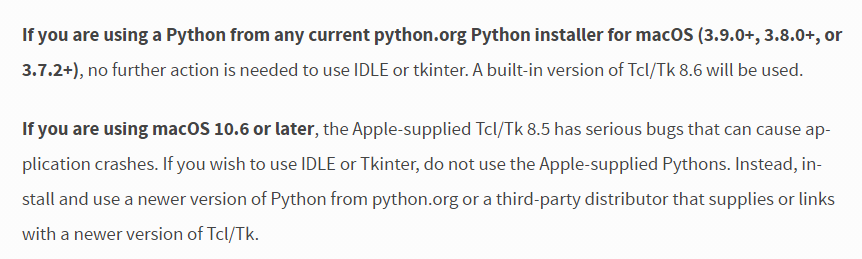 If you are using a Python from any current python.org Python installer for macOS (3.9.0+, 3.8.0+, or
3.7.2+), no further action is needed to use IDLE or tkinter. A built-in version of Tcl/Tk 8.6 will be used.
If you are using macOS 10.6 or later, the Apple-supplied Tcl/Tk 8.5 has serious bugs that can cause ap-
plication crashes. If you wish to use IDLE or Tkinter, do not use the Apple-supplied Pythons. Instead, in-
stall and use a newer version of Python from python.org or a third-party distributor that supplies or links
with a newer version of Tcl/Tk.